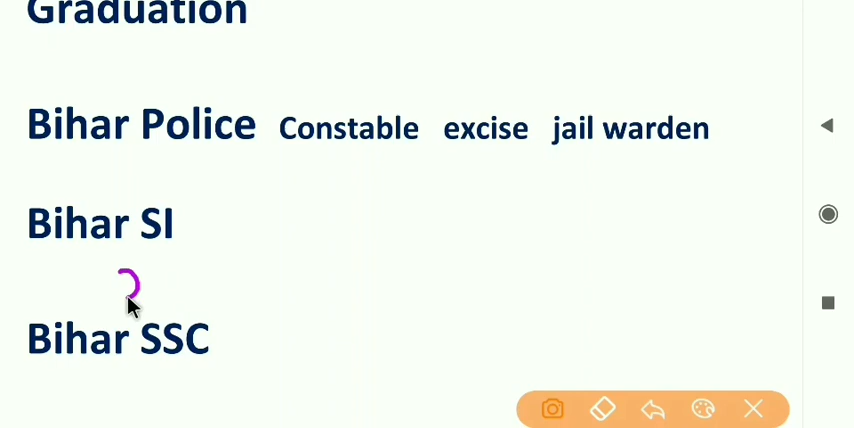 Graduation
Bihar Police Constable excise jail warden
Bihar SI
Bihar SSC